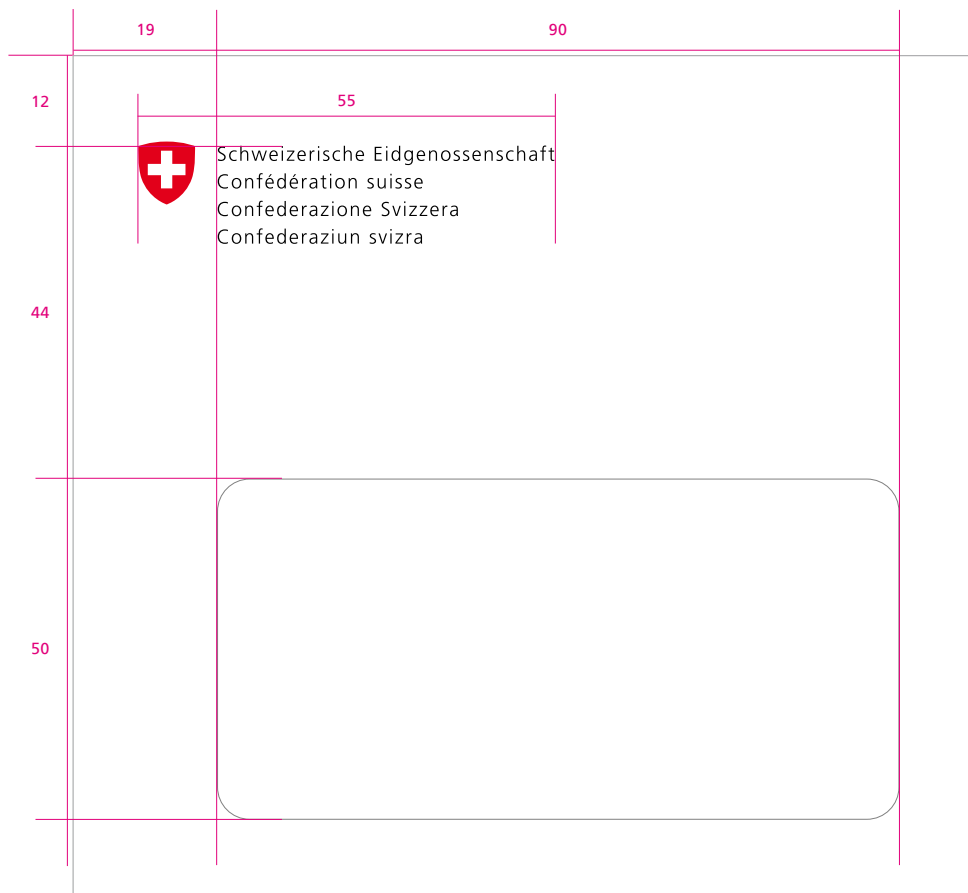 19
90
12
55
Schweizerische Eidgenossenschaft
Confédération suisse
Confederazione Svizzera
Confederaziun svizra
44
50